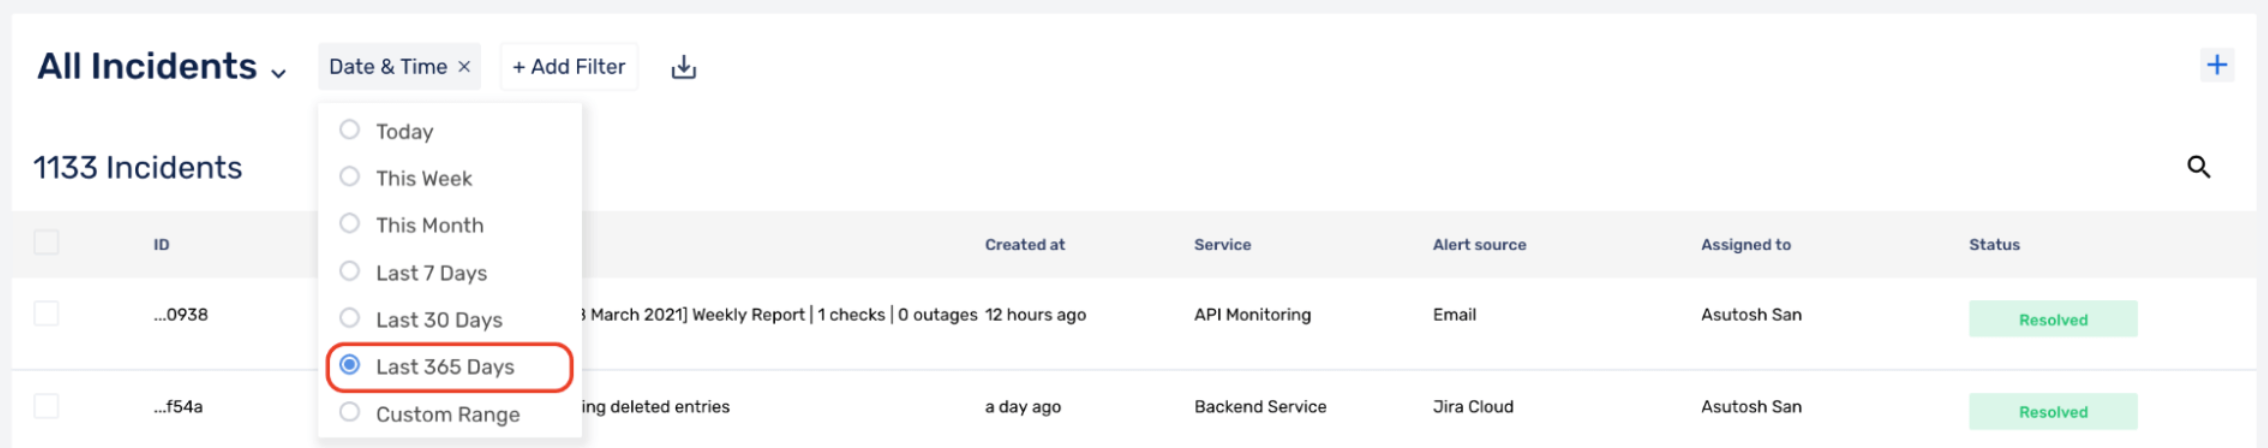 All Incidents
Date & Time ×
+ Add Filter
Today
This Week
This Month
Last 7 Days
Last 30 Days
Last 365 Days
Custom Range
1133 Incidents
ID Created at Service Alert source Assigned to Status
...0938 March 2021] Weekly Report | 1 checks | 0 outages 12 hours ago API Monitoring Email Asutosh San Resolved
...f54a ing deleted entries a day ago Backend Service Jira Cloud Asutosh San Resolved